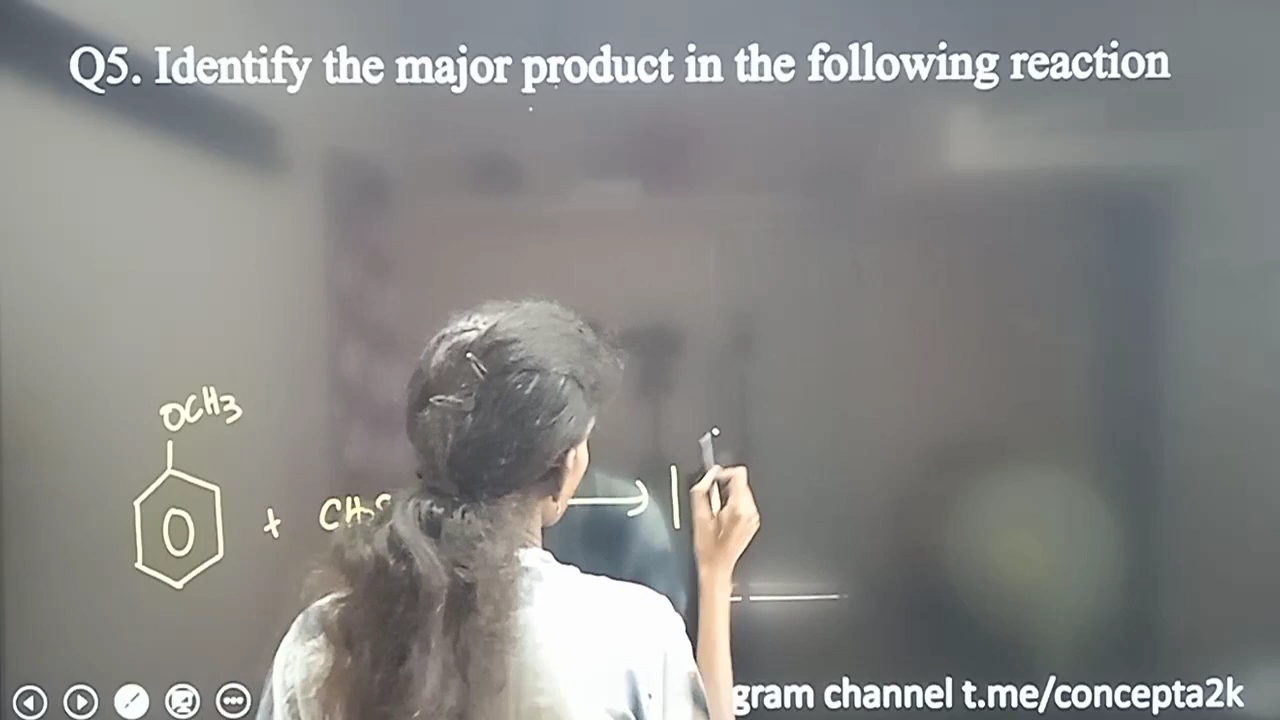 Q5. Identify the major product in the following reaction
OCH3
+
gram channel t.me/concepta2k